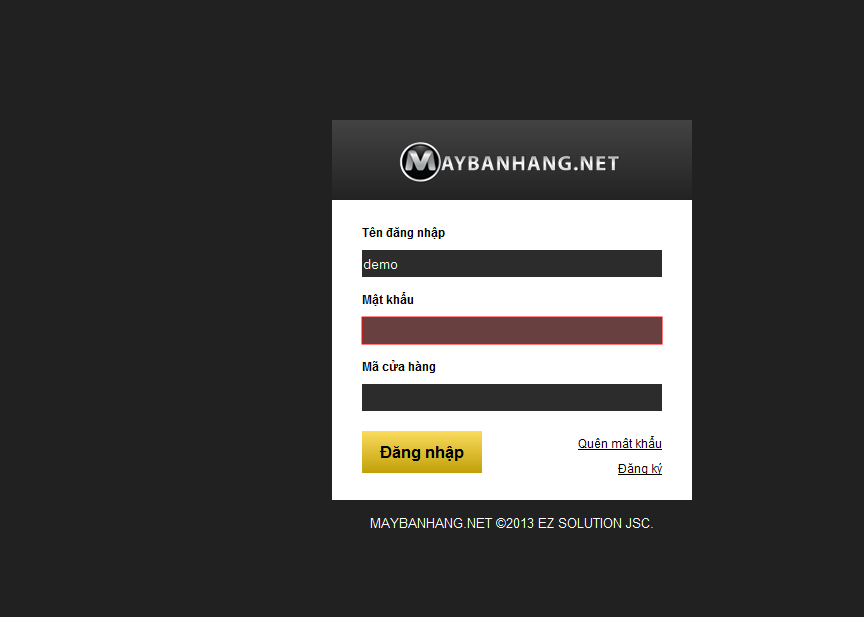 MAYBANHANG.NET
Tên đăng nhập
demo
Mật khẩu
Mã cửa hàng
Đăng nhập
Quên mât khẩu
Đăng ký
MAYBANHANG.NET ©2013 EZ SOLUTION JSC.